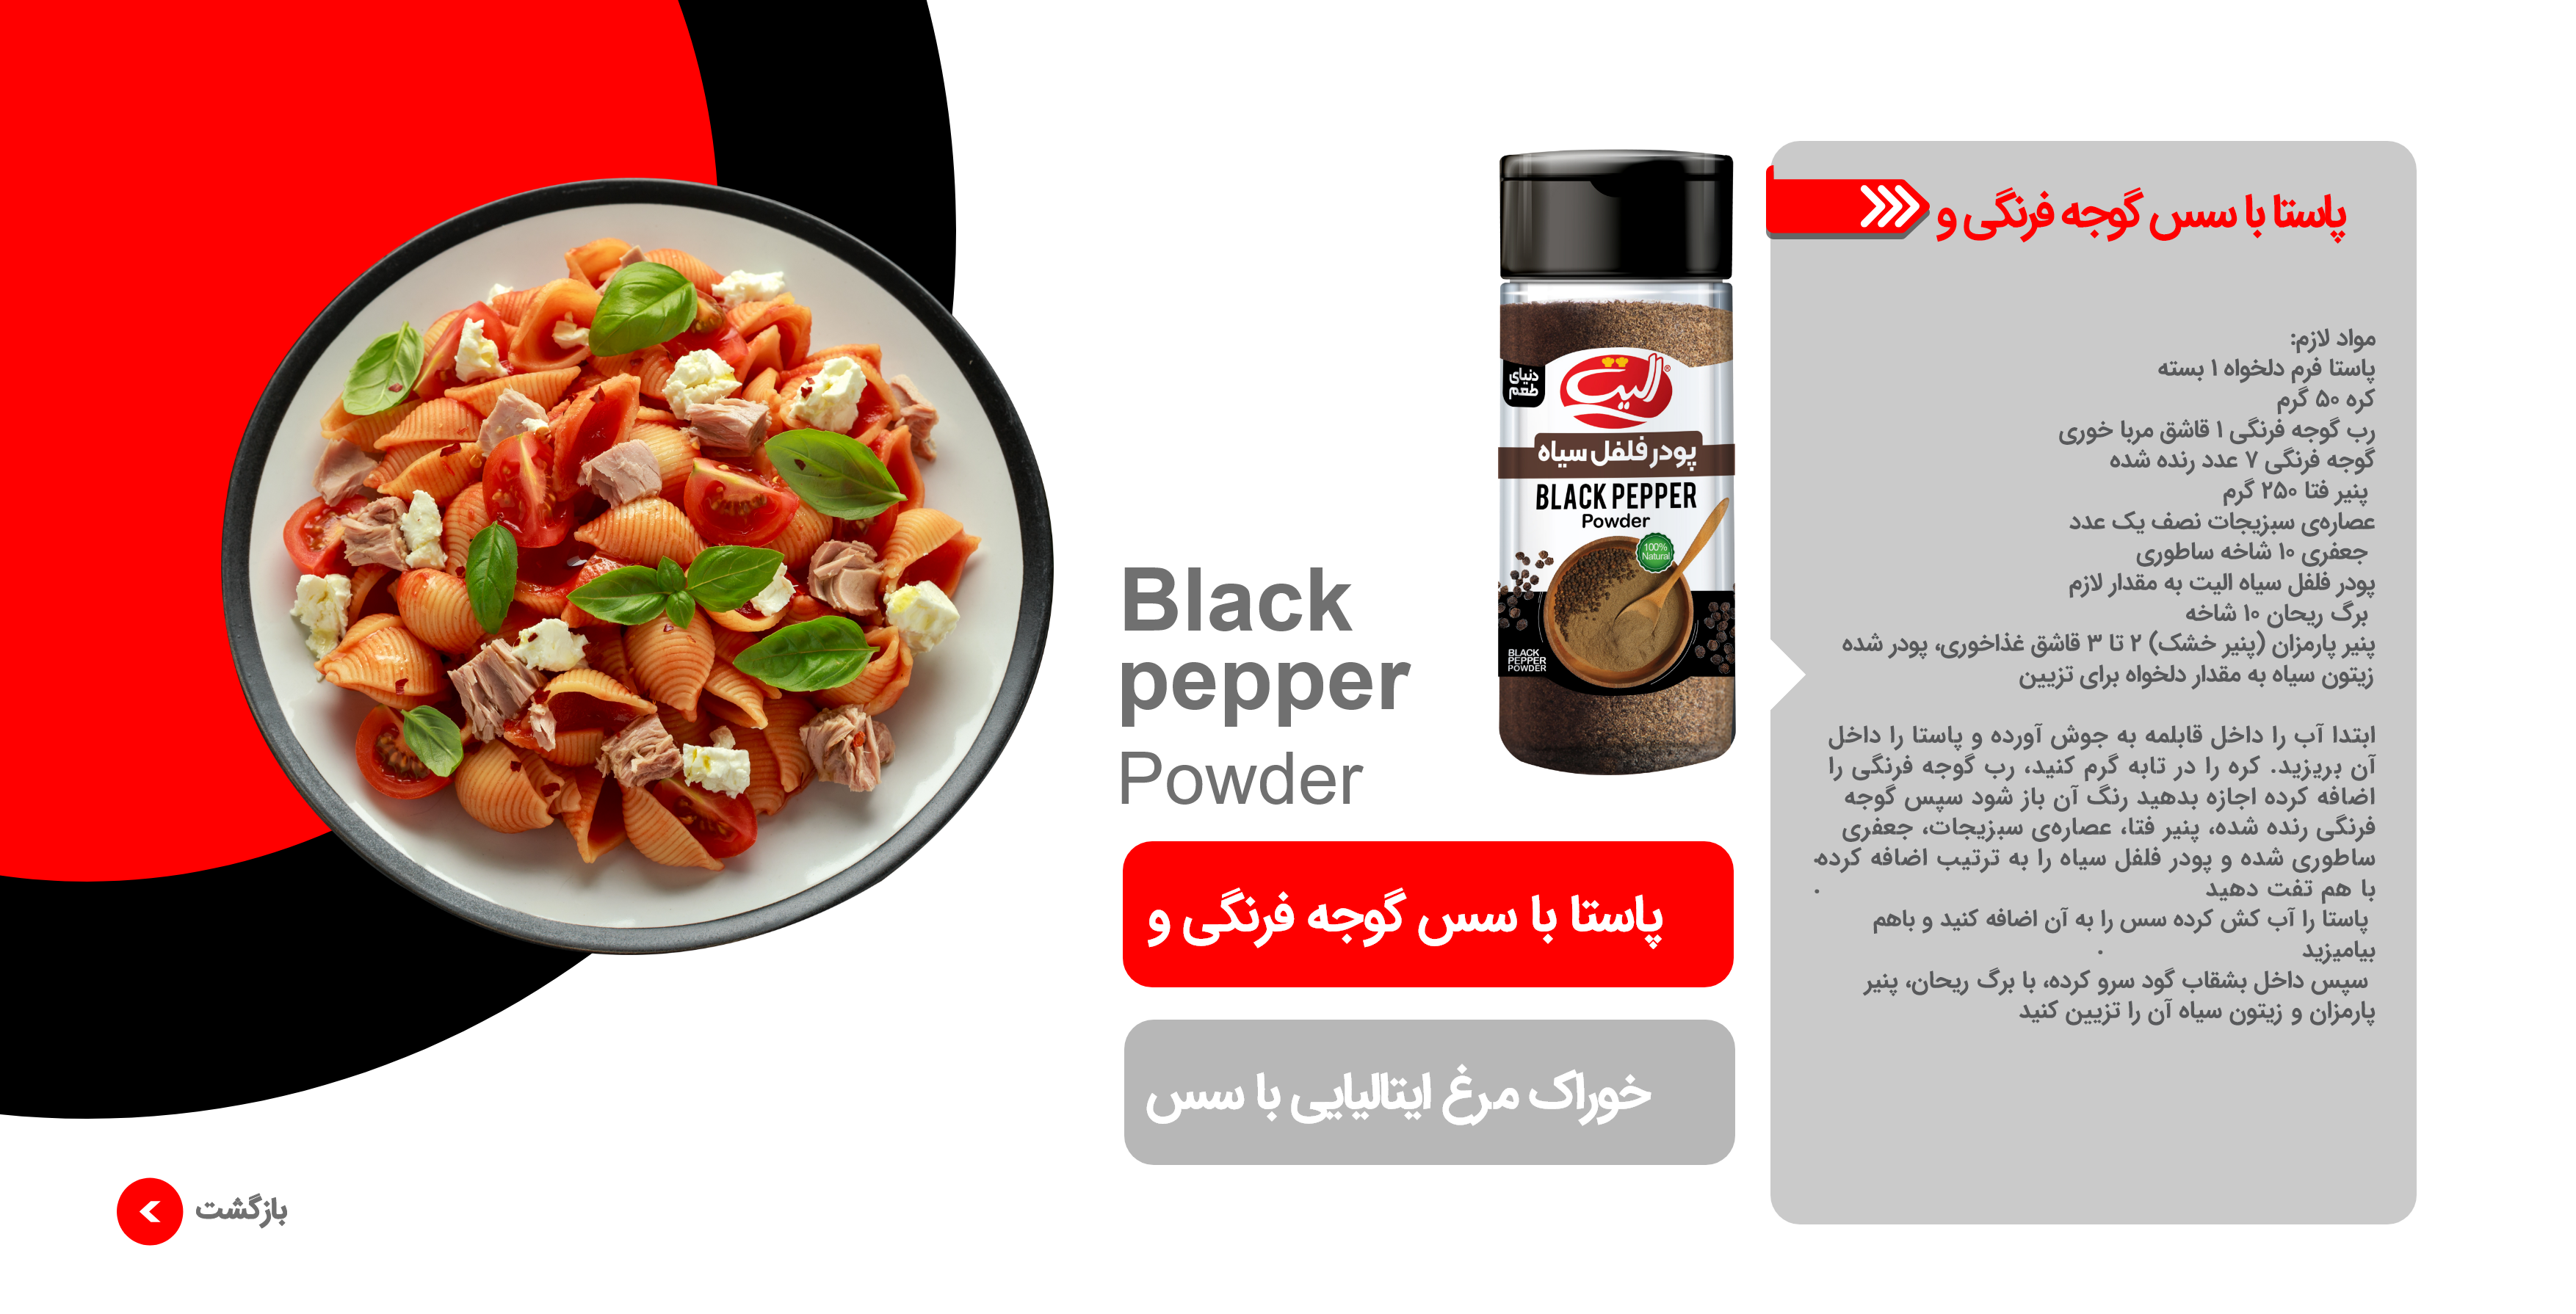 پاستا با سس گوجه فرنگی و
مواد لازم:
پاستا فرم دلخواه ۱ بسته
کره ۵۰ گرم
رب گوجه فرنگی ۱ قاشق مربا خوری
گوجه فرنگی ۷ عدد رنده شده
پنیر فتا ۲۵۰ گرم
عصاره‌ی سبزیجات نصف یک عدد
جعفری ۱۰ شاخه ساطوری
پودر فلفل سیاه الیت به مقدار لازم
برگ ریحان ۱۰ شاخه
پنیر پارمزان (پنیر خشک) ۲ تا ۳ قاشق غذاخوری، پودر شده
زیتون سیاه به مقدار دلخواه برای تزیین
ابتدا آب را داخل قابلمه به جوش آورده و پاستا را داخل
آن بریزید. کره را در تابه گرم کنید، رب گوجه فرنگی را
اضافه کرده اجازه بدهید رنگ آن باز شود سپس گوجه
فرنگی رنده شده، پنیر فتا، عصاره‌ی سبزیجات، جعفری
ساطوری شده و پودر فلفل سیاه را به ترتیب اضافه کرده.
با هم تفت دهید .
پاستا را آب کش کرده سس را به آن اضافه کنید و باهم
بیامیزید .
سپس داخل بشقاب گود سرو کرده، با برگ ریحان، پنیر
پارمزان و زیتون سیاه آن را تزیین کنید
دنیای
طعم
الیت®
پودر فلفل سیاه
BLACK PEPPER
Powder
100%
Natural
BLACK
PEPPER
POWDER
Black
pepper
Powder
پاستا با سس گوجه فرنگی و
خوراک مرغ ایتالیایی با سس
بازگشت